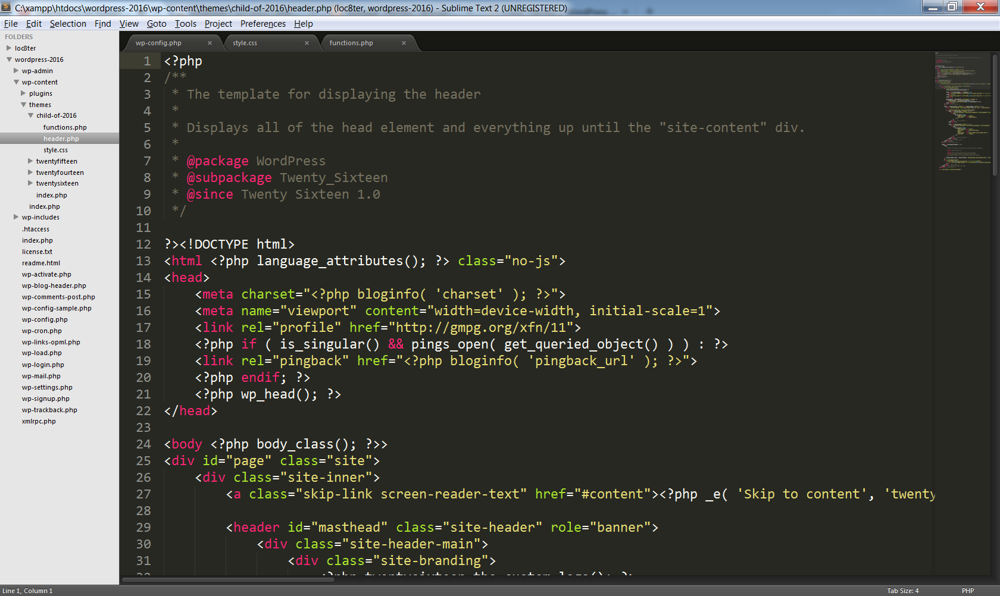 C:\xampp\htdocs\wordpress-2016\wp-content\themes\child-of-2016\header.php (loc8ter, wordpress-2016) - Sublime Text 2 (UNREGISTERED)
File Edit Selection Find View Goto Tools Project Preferences Help
FOLDERS
loc8ter
wordpress-2016
wp-admin
wp-content
plugins
themes
child-of-2016
functions.php
header.php
style.css
twentyfifteen
twentyfourteen
twentysixteen
index.php
index.php
wp-includes
.htaccess
index.php
license.txt
readme.html
wp-activate.php
wp-blog-header.php
wp-comments-post.php
wp-config-sample.php
wp-config.php
wp-cron.php
wp-links-opml.php
wp-load.php
wp-login.php
wp-mail.php
wp-settings.php
wp-signup.php
wp-trackback.php
xmlrpc.php
wp-config.php × style.css × functions.php ×
1 <?php
2 /**
3  * The template for displaying the header
4  *
5  * Displays all of the head element and everything up until the "site-content" div.
6  *
7  * @package WordPress
8  * @subpackage Twenty_Sixteen
9  * @since Twenty Sixteen 1.0
10  */
11
12 ?><!DOCTYPE html>
13 <html <?php language_attributes(); ?> class="no-js">
14 <head>
15     <meta charset="<?php bloginfo( 'charset' ); ?>">
16     <meta name="viewport" content="width=device-width, initial-scale=1">
17     <link rel="profile" href="http://gmpg.org/xfn/11">
18     <?php if ( is_singular() && pings_open( get_queried_object() ) ) : ?>
19     <link rel="pingback" href="<?php bloginfo( 'pingback_url' ); ?>">
20     <?php endif; ?>
21     <?php wp_head(); ?>
22 </head>
23
24 <body <?php body_class(); ?>>
25 <div id="page" class="site">
26     <div class="site-inner">
27         <a class="skip-link screen-reader-text" href="#content"><?php _e( 'Skip to content', 'twenty
28
29         <header id="masthead" class="site-header" role="banner">
30             <div class="site-header-main">
31                 <div class="site-branding">
Line 1, Column 1 Tab Size: 4 PHP